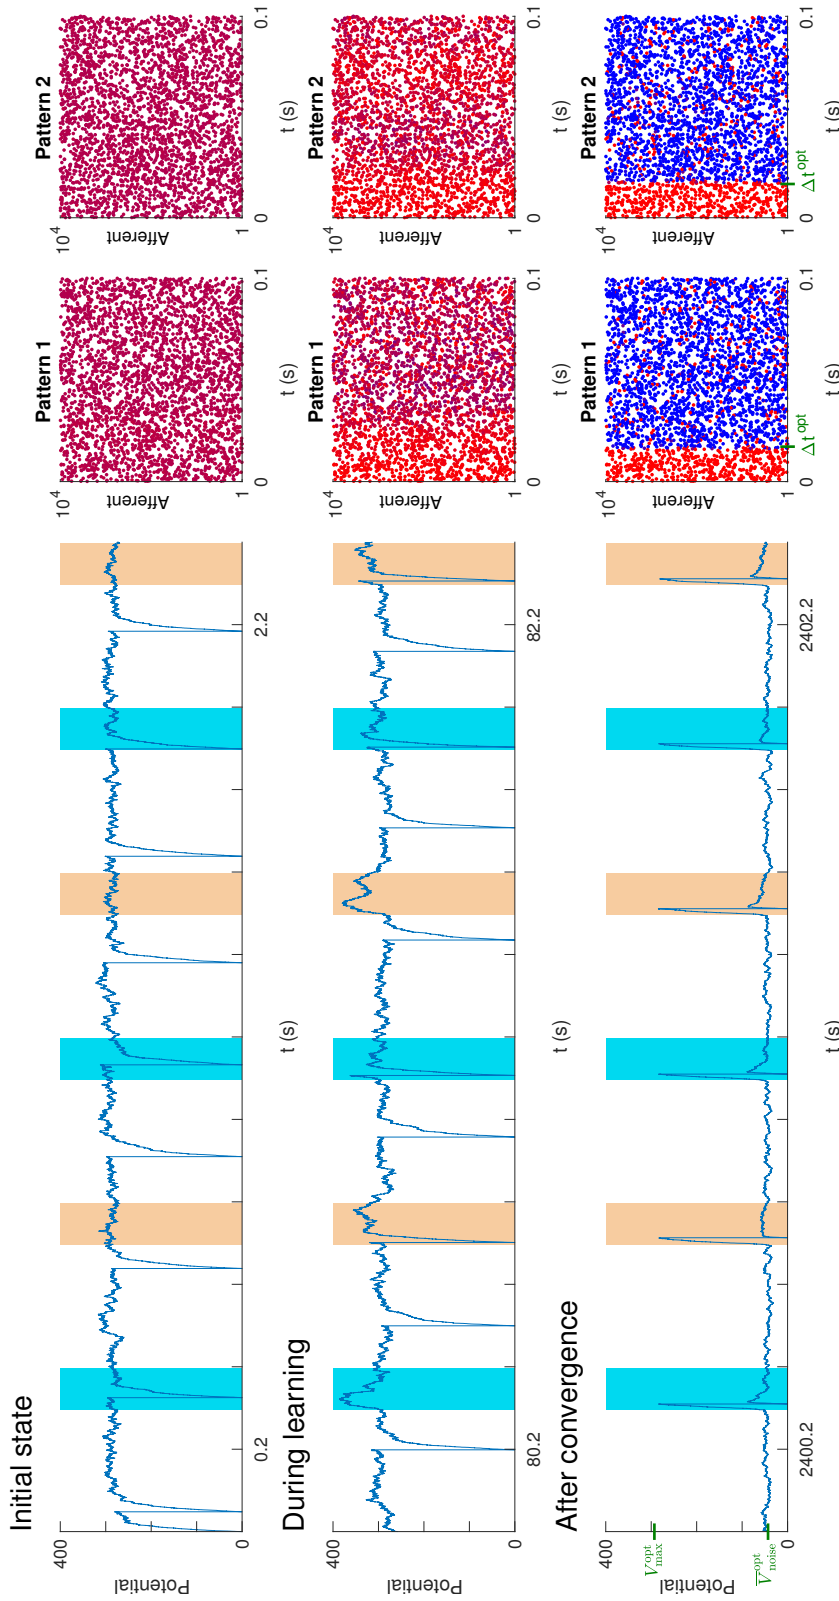 Initial state
Potential
400
0
0.2
2.2
t (s)
Pattern 1
Afferent
10^4
1
0
0.1
t (s)
Pattern 2
Afferent
10^4
1
0
0.1
t (s)
During learning
Potential
400
0
80.2
82.2
t (s)
Pattern 1
Afferent
10^4
1
0
0.1
t (s)
Pattern 2
Afferent
10^4
1
0
0.1
t (s)
After convergence
Potential
400
V_max^opt
V̅_noise^opt
0
2400.2
2402.2
t (s)
Pattern 1
Afferent
10^4
1
0
Δt^opt
0.1
t (s)
Pattern 2
Afferent
10^4
1
0
Δt^opt
0.1
t (s)